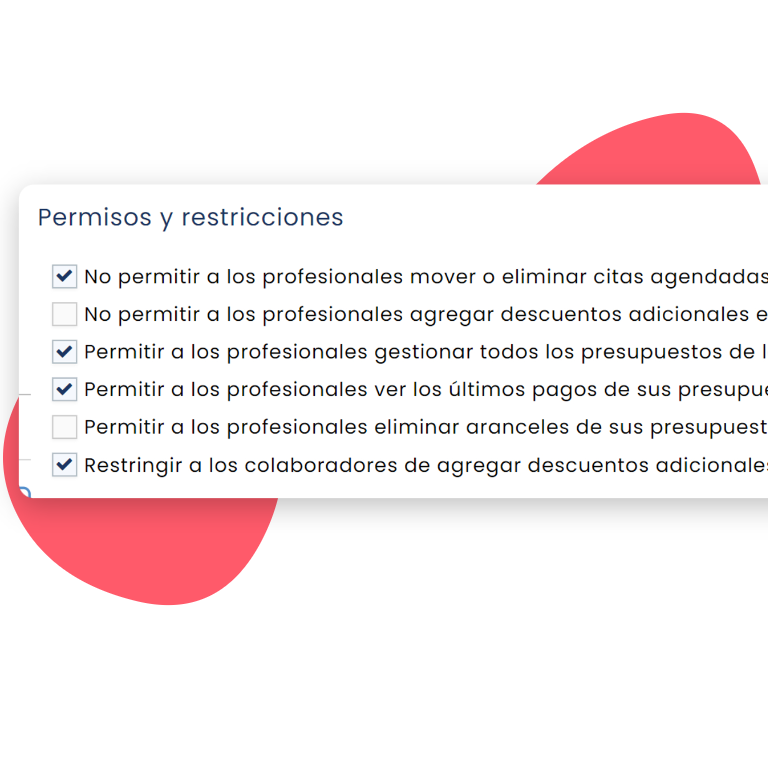 Permisos y restricciones
No permitir a los profesionales mover o eliminar citas agendadas
No permitir a los profesionales agregar descuentos adicionales e
Permitir a los profesionales gestionar todos los presupuestos de l
Permitir a los profesionales ver los últimos pagos de sus presupue
Permitir a los profesionales eliminar aranceles de sus presupuest
Restringir a los colaboradores de agregar descuentos adicionales